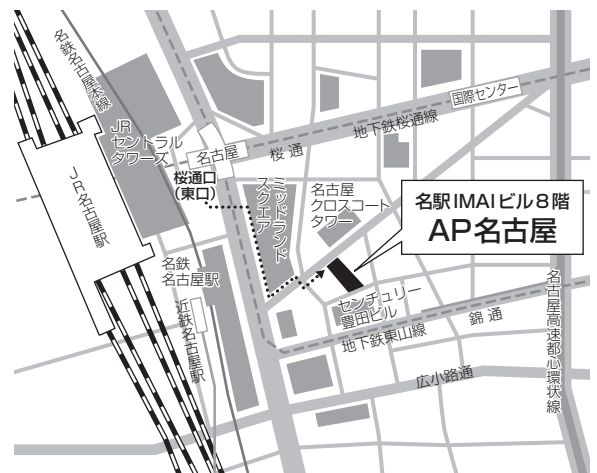 名鉄名古屋本線
JR
セントラル
タワーズ
JR名古屋駅
名古屋
桜通
桜通口
(東口)
国際センター
地下鉄桜通線
ミッドランド
スクエア
名古屋
クロスコート
タワー
名駅IMAIビル8階
AP名古屋
名鉄
名古屋駅
近鉄名古屋駅
センチュリー
豊田ビル
地下鉄東山線
錦通
広小路通
名古屋高速都心環状線